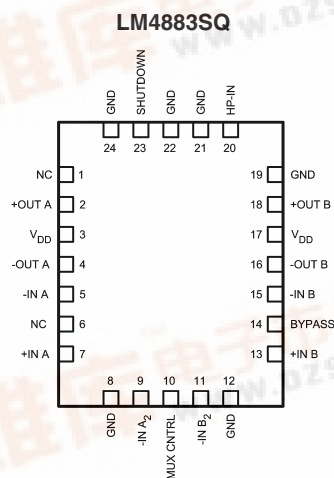 LM4883SQ
GND
SHUTDOWN
GND
GND
HP-IN
24
23
22
21
20
NC 1
+OUT A 2
VDD 3
-OUT A 4
-IN A 5
NC 6
+IN A 7
19 GND
18 +OUT B
17 VDD
16 -OUT B
15 -IN B
14 BYPASS
13 +IN B
8
9
10
11
12
GND
-IN A2
MUX CNTRL
-IN B2
GND